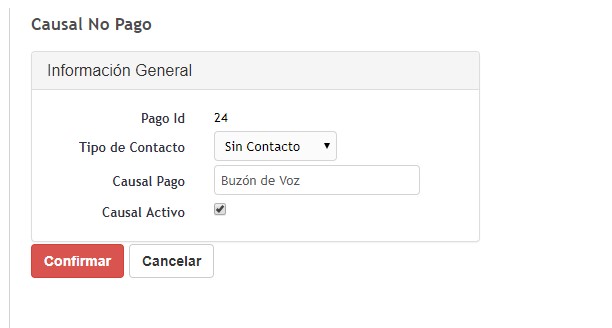 Causal No Pago
Información General
Pago Id 24
Tipo de Contacto Sin Contacto
Causal Pago Buzón de Voz
Causal Activo
Confirmar Cancelar